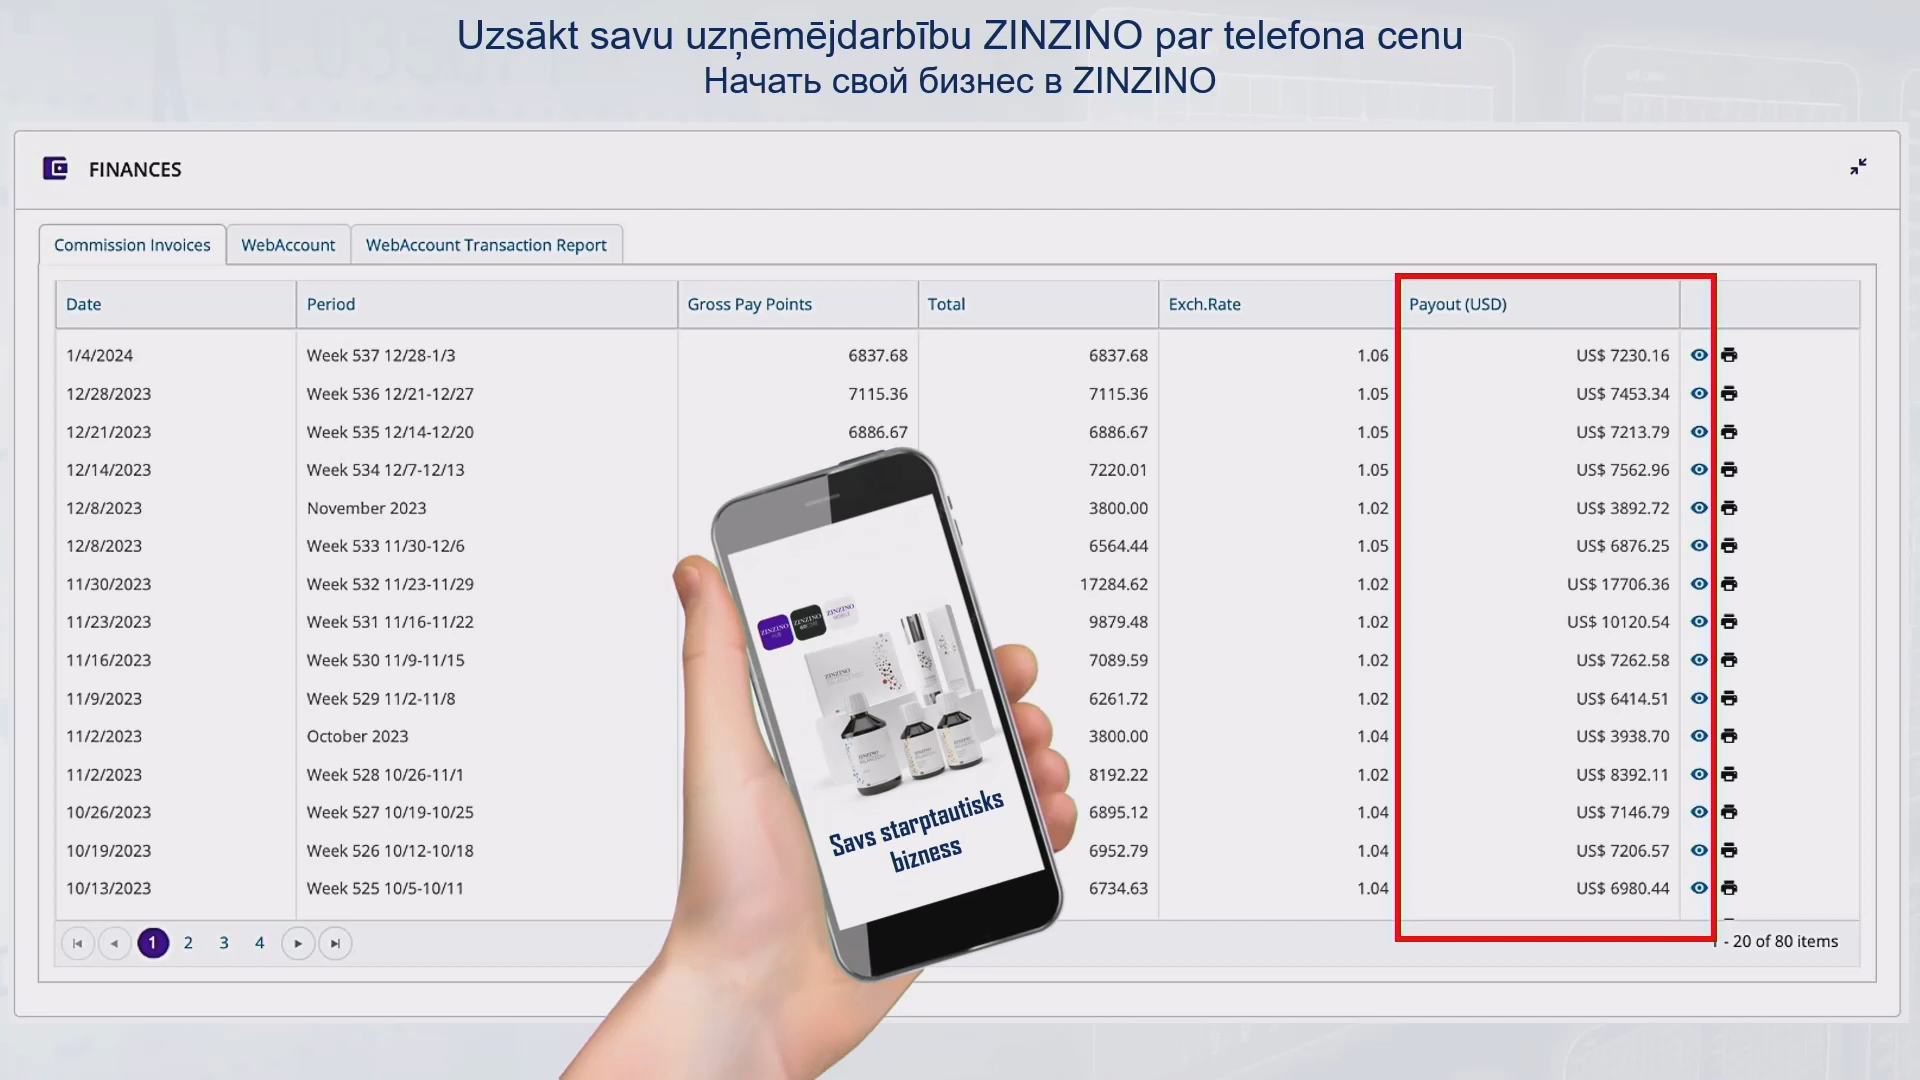 Uzsākt savu uzņēmējdarbību ZINZINO par telefona cenu
Начать свой бизнес в ZINZINO
FINANCES
Commission Invoices WebAccount WebAccount Transaction Report
Date Period Gross Pay Points Total Exch.Rate Payout (USD)
1/4/2024 Week 537 12/28-1/3 6837.68 6837.68 1.06 US$ 7230.16
12/28/2023 Week 536 12/21-12/27 7115.36 7115.36 1.05 US$ 7453.34
12/21/2023 Week 535 12/14-12/20 6886.67 6886.67 1.05 US$ 7213.79
12/14/2023 Week 534 12/7-12/13 7220.01 1.05 US$ 7562.96
12/8/2023 November 2023 3800.00 1.02 US$ 3892.72
12/8/2023 Week 533 11/30-12/6 6564.44 1.05 US$ 6876.25
11/30/2023 Week 532 11/23-11/29 17284.62 1.02 US$ 17706.36
11/23/2023 Week 531 11/16-11/22 9879.48 1.02 US$ 10120.54
11/16/2023 Week 530 11/9-11/15 7089.59 1.02 US$ 7262.58
11/9/2023 Week 529 11/2-11/8 6261.72 1.02 US$ 6414.51
11/2/2023 October 2023 3800.00 1.04 US$ 3938.70
11/2/2023 Week 528 10/26-11/1 8192.22 1.02 US$ 8392.11
10/26/2023 Week 527 10/19-10/25 6895.12 1.04 US$ 7146.79
10/19/2023 Week 526 10/12-10/18 6952.79 1.04 US$ 7206.57
10/13/2023 Week 525 10/5-10/11 6734.63 1.04 US$ 6980.44
1 2 3 4 - 20 of 80 items
ZINZINO ZINZINO ZINZINO
ZINZINO
ZINZINO
Savs starptautisks
bizness